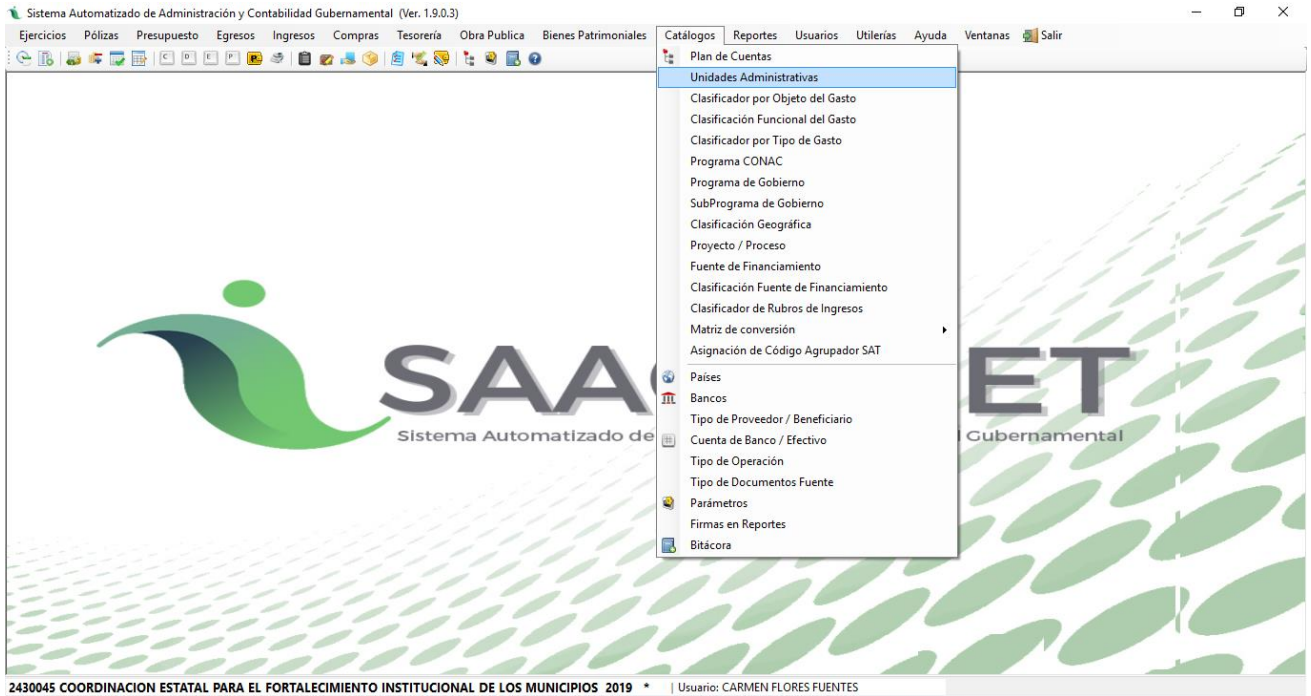 Sistema Automatizado de Administración y Contabilidad Gubernamental (Ver. 1.9.0.3)
Ejercicios Pólizas Presupuesto Egresos Ingresos Compras Tesorería Obra Publica Bienes Patrimoniales Catálogos Reportes Usuarios Utilerías Ayuda Ventanas Salir
C D E P
Plan de Cuentas
Unidades Administrativas
Clasificador por Objeto del Gasto
Clasificación Funcional del Gasto
Clasificador por Tipo de Gasto
Programa CONAC
Programa de Gobierno
SubPrograma de Gobierno
Clasificación Geográfica
Proyecto / Proceso
Fuente de Financiamiento
Clasificación Fuente de Financiamiento
Clasificador de Rubros de Ingresos
Matriz de conversión
Asignación de Código Agrupador SAT
Países
Bancos
Tipo de Proveedor / Beneficiario
Cuenta de Banco / Efectivo
Tipo de Operación
Tipo de Documentos Fuente
Parámetros
Firmas en Reportes
Bitácora
SAA ET
Sistema Automatizado de Gubernamental
2430045 COORDINACION ESTATAL PARA EL FORTALECIMIENTO INSTITUCIONAL DE LOS MUNICIPIOS 2019 * | Usuario: CARMEN FLORES FUENTES